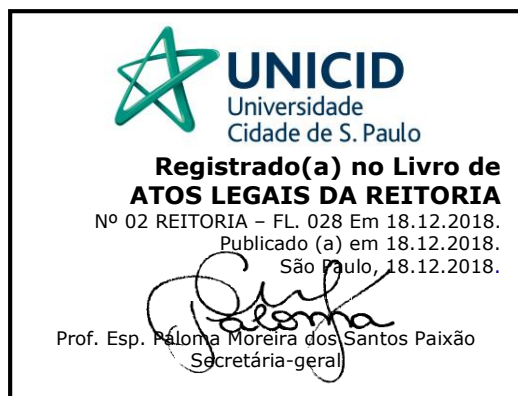 UNICID
Universidade
Cidade de S. Paulo
Registrado(a) no Livro de
ATOS LEGAIS DA REITORIA
Nº 02 REITORIA – FL. 028 Em 18.12.2018.
Publicado (a) em 18.12.2018.
São Paulo, 18.12.2018.
Paloma
Prof. Esp. Paloma Moreira dos Santos Paixão
Secretária-geral